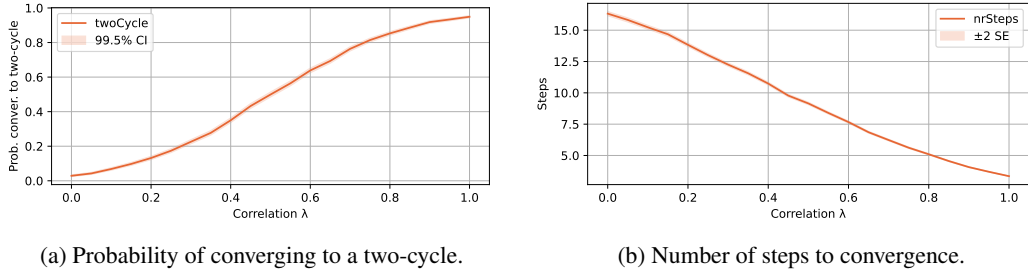 1.0
0.8
0.6
0.4
0.2
0.0
Prob. conver. to two-cycle
twoCycle
99.5% CI
0.0 0.2 0.4 0.6 0.8 1.0
Correlation λ
(a) Probability of converging to a two-cycle.
15.0
12.5
10.0
7.5
5.0
Steps
nrSteps
±2 SE
0.0 0.2 0.4 0.6 0.8 1.0
Correlation λ
(b) Number of steps to convergence.